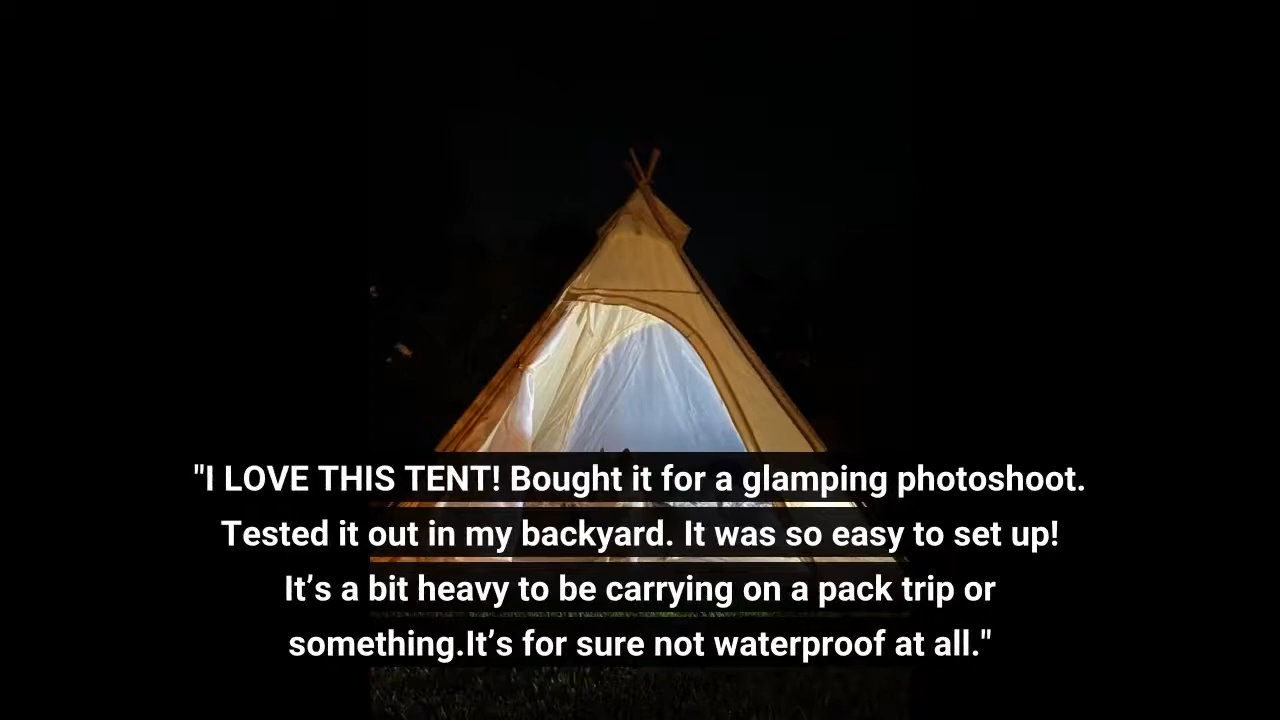 "I LOVE THIS TENT! Bought it for a glamping photoshoot.
Tested it out in my backyard. It was so easy to set up!
It’s a bit heavy to be carrying on a pack trip or
something.It’s for sure not waterproof at all."